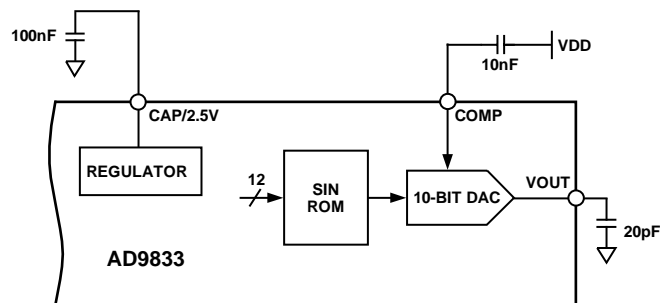 100nF
VDD
10nF
CAP/2.5V
COMP
REGULATOR
12
SIN
ROM
10-BIT DAC
VOUT
20pF
AD9833